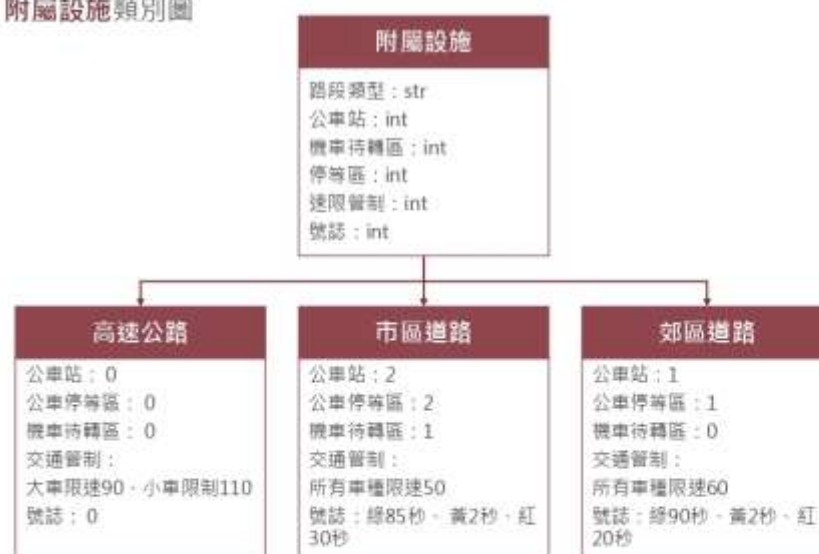 附屬設施類別圖
附屬設施
路段類型：str
公車站：int
機車待轉區：int
停等區：int
速限管制：int
號誌：int
高速公路
公車站： 0
公車停等區： 0
機車待轉區： 0
交通管制：
大車限速90、小車限制110
號誌： 0
市區道路
公車站：2
公車停等區：2
機車待轉區：1
交通管制：
所有車種限速50
號誌：綠85秒、 黃2秒、紅
30秒
郊區道路
公車站：1
公車停等區：1
機車待轉區：0
交通管制：
所有車種限速60
號誌：綠90秒、黃2秒、紅
20秒